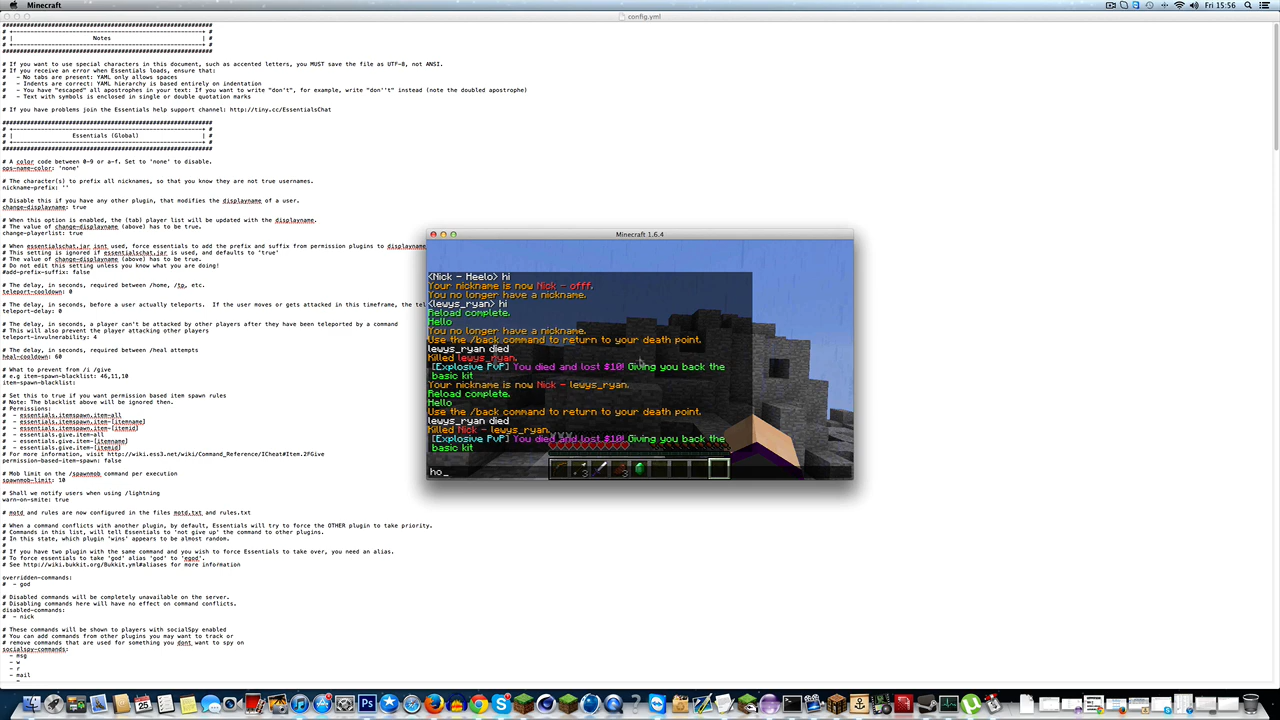 Minecraft
Fri 15:56
config.yml
###################################################
# +------------------------------------------------+ #
# | Notes | #
# +------------------------------------------------+ #
###################################################
# If you want to use special characters in this document, such as accented letters, you MUST save the file as UTF-8, not ANSI.
# If you receive an error when Essentials loads, ensure that:
# - No tabs are present: YAML only allows spaces
# - Indents are correct: YAML hierarchy is based entirely on indentation
# - You have "escaped" all apostrophes in your text: If you want to write "don't", for example, write "don''t" instead (note the doubled apostrophe)
# - Text with symbols is enclosed in single or double quotation marks
# If you have problems join the Essentials help support channel: http://tiny.cc/EssentialsChat
###################################################
# +------------------------------------------------+ #
# | Essentials (Global) | #
# +------------------------------------------------+ #
###################################################
# A color code between 0-9 or a-f. Set to 'none' to disable.
ops-name-color: 'none'
# The character(s) to prefix all nicknames, so that you know they are not true usernames.
nickname-prefix: ''
# Disable this if you have any other plugin, that modifies the displayname of a user.
change-displayname: true
# When this option is enabled, the (tab) player list will be updated with the displayname.
# The value of change-displayname (above) has to be true.
change-playerlist: true
# When essentialschat.jar isnt used, force essentials to add the prefix and suffix from permission plugins to displayname
# This setting is ignored if essentialschat.jar is used, and defaults to 'true'
# The value of change-displayname (above) has to be true.
# Do not edit this setting unless you know what you are doing!
#add-prefix-suffix: false
# The delay, in seconds, required between /home, /tp, etc.
teleport-cooldown: 0
# The delay, in seconds, before a user actually teleports. If the user moves or gets attacked in this timeframe, the tel
teleport-delay: 0
# The delay, in seconds, a player can't be attacked by other players after they have been teleported by a command
# This will also prevent the player attacking other players
teleport-invulnerability: 4
# The delay, in seconds, required between /heal attempts
heal-cooldown: 60
# What to prevent from /i /give
# e.g item-spawn-blacklist: 46,11,10
item-spawn-blacklist:
# Set this to true if you want permission based item spawn rules
# Note: The blacklist above will be ignored then.
# Permissions:
# - essentials.itemspawn.item-all
# - essentials.itemspawn.item-[itemname]
# - essentials.itemspawn.item-[itemid]
# - essentials.give.item-all
# - essentials.give.item-[itemname]
# - essentials.give.item-[itemid]
# For more information, visit http://wiki.ess3.net/wiki/Command_Reference/ICheat#Item.2FGive
permission-based-item-spawn: false
# Mob limit on the /spawnmob command per execution
spawnmob-limit: 10
# Shall we notify users when using /lightning
warn-on-smite: true
# motd and rules are now configured in the files motd.txt and rules.txt
# When a command conflicts with another plugin, by default, Essentials will try to force the OTHER plugin to take priority.
# Commands in this list, will tell Essentials to 'not give up' the command to other plugins.
# In this state, which plugin 'wins' appears to be almost random.
#
# If you have two plugin with the same command and you wish to force Essentials to take over, you need an alias.
# To force essentials to take 'god' alias 'god' to 'egod'.
# See http://wiki.bukkit.org/Bukkit.yml#aliases for more information
overridden-commands:
# - god
# Disabled commands will be completely unavailable on the server.
# Disabling commands here will have no effect on command conflicts.
disabled-commands:
# - nick
# These commands will be shown to players with socialSpy enabled
# You can add commands from other plugins you may want to track or
# remove commands that are used for something you dont want to spy on
socialspy-commands:
- msg
- w
- r
- mail
Minecraft 1.6.4
<Nick - Heelo> hi
Your nickname is now Nick - offf.
You no longer have a nickname.
<lewys_ryan> hi
Reload complete.
Hello
You no longer have a nickname.
Use the /back command to return to your death point.
lewys_ryan died
Killed lewys_ryan.
[Explosive PvP] You died and lost $10! Giving you back the
basic kit
Your nickname is now Nick - lewys_ryan.
Reload complete.
Hello
Use the /back command to return to your death point.
lewys_ryan died
Killed Nick - lewys_ryan.
[Explosive PvP] You died and lost $10! Giving you back the
basic kit
ho_
3
3